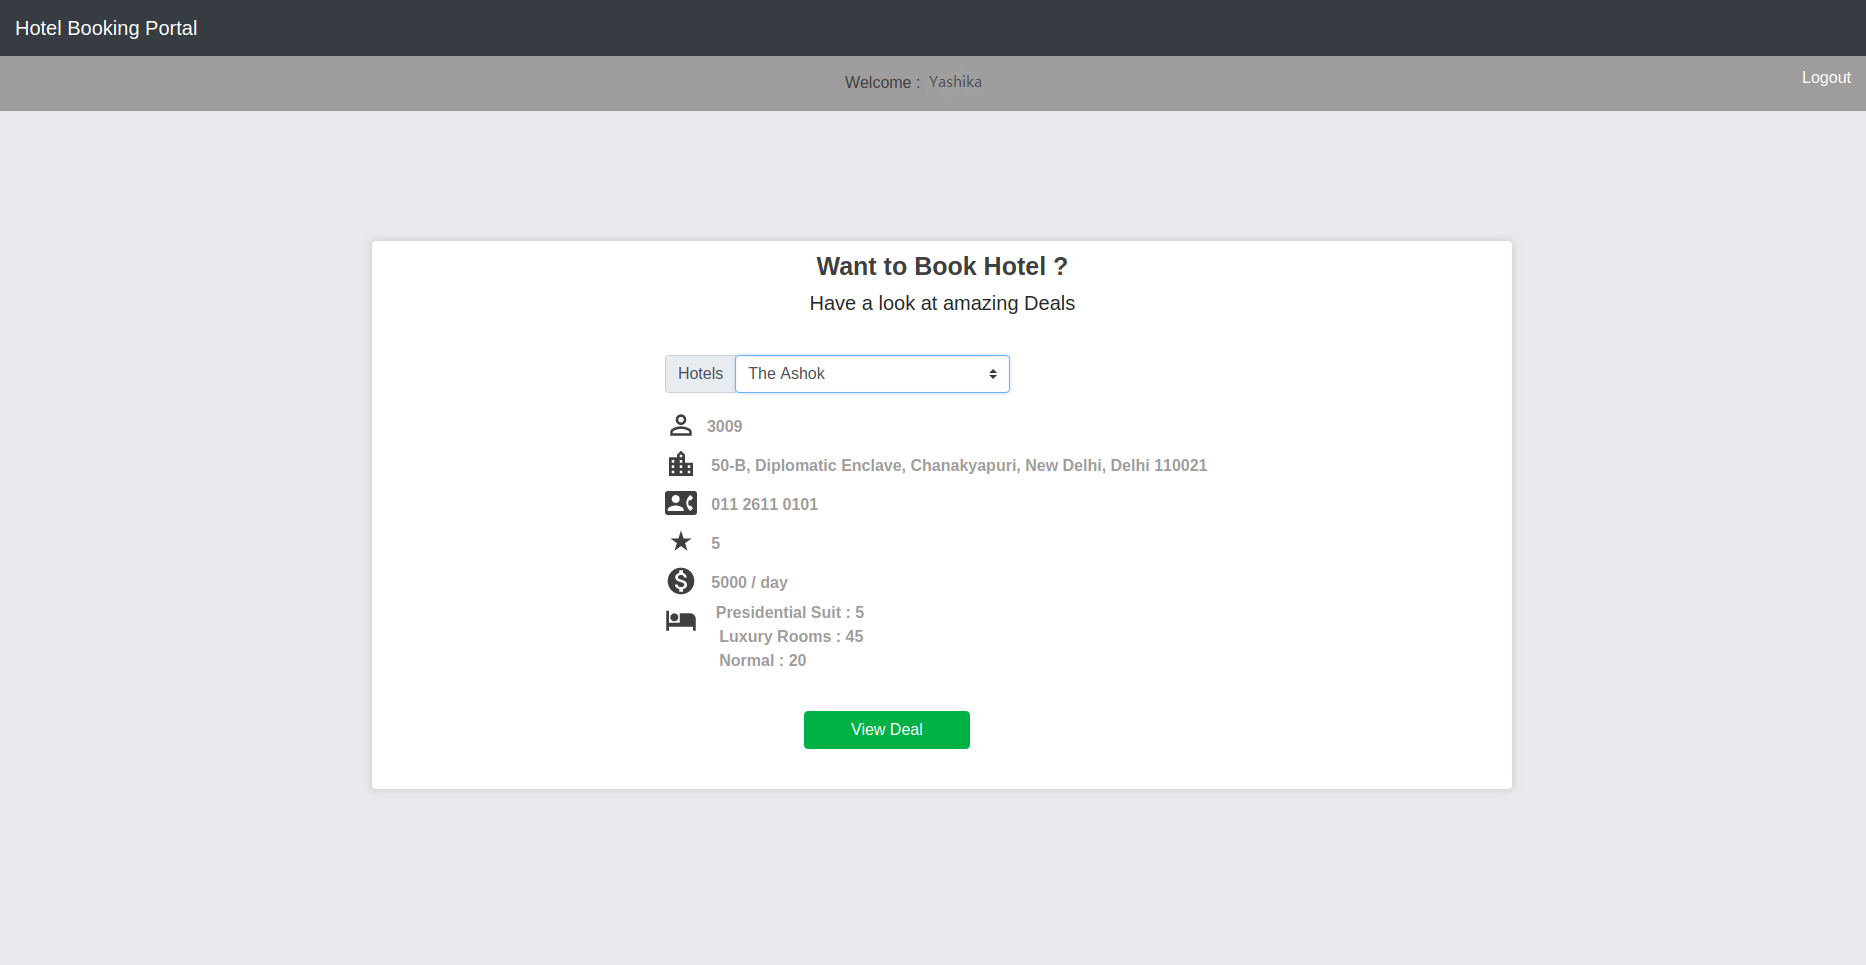 Hotel Booking Portal
Welcome : Yashika
Logout
Want to Book Hotel ?
Have a look at amazing Deals
Hotels The Ashok
3009
50-B, Diplomatic Enclave, Chanakyapuri, New Delhi, Delhi 110021
011 2611 0101
5
5000 / day
Presidential Suit : 5
Luxury Rooms : 45
Normal : 20
View Deal